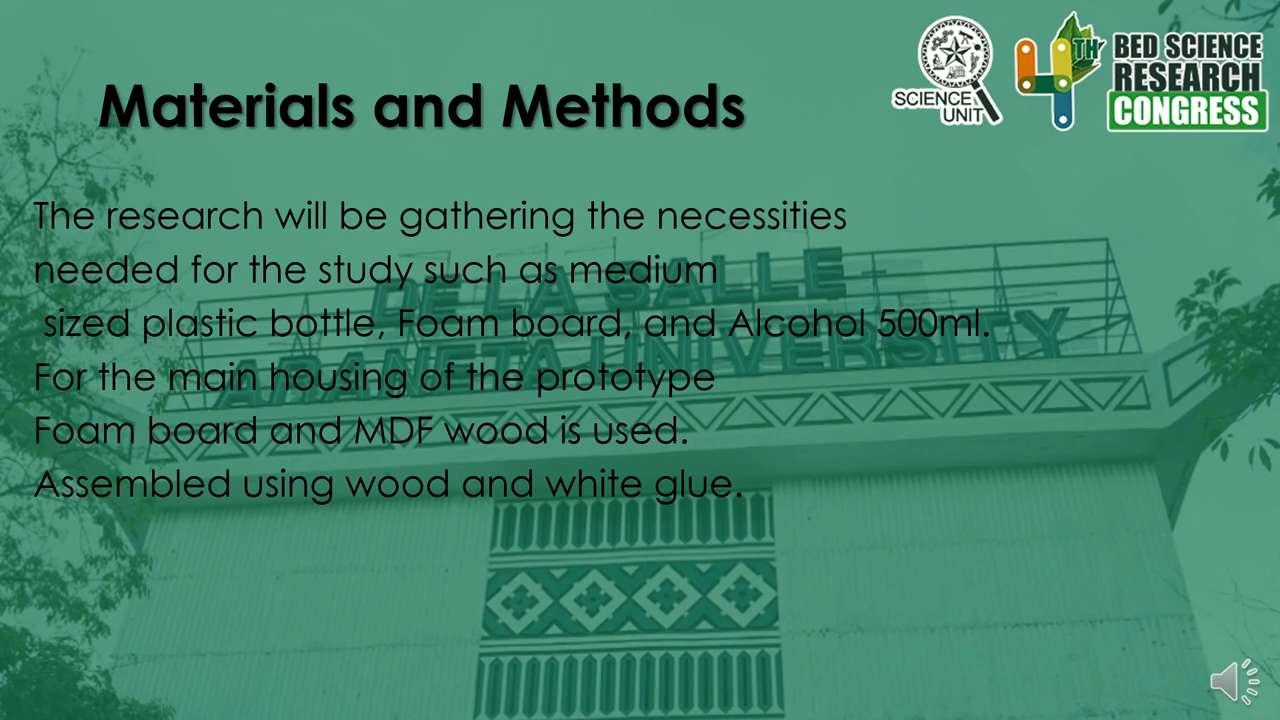 Materials and Methods
SCIENCE
UNIT
4TH
BED SCIENCE
RESEARCH
CONGRESS
The research will be gathering the necessities
needed for the study such as medium
sized plastic bottle, Foam board, and Alcohol 500ml.
For the main housing of the prototype
Foam board and MDF wood is used.
Assembled using wood and white glue.
DE LA SALLE
ARANETA UNIVERSITY